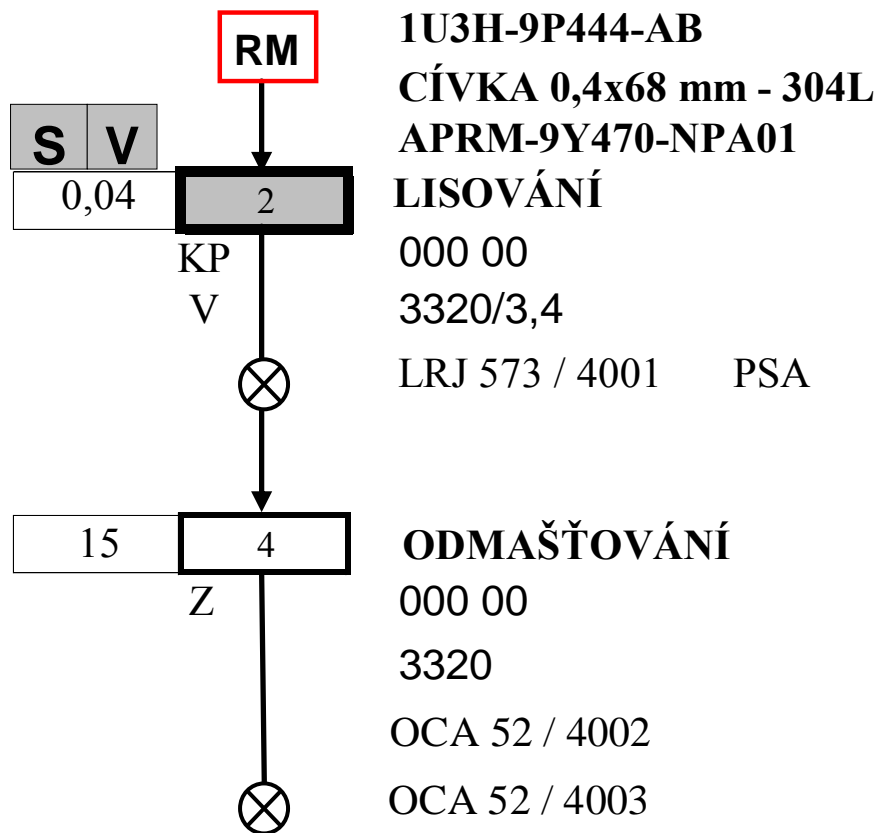 RM 1U3H-9P444-AB
CÍVKA 0,4x68 mm - 304L
S V APRM-9Y470-NPA01
0,04 2 LISOVÁNÍ
KP 000 00
V 3320/3,4
LRJ 573 / 4001 PSA
15 4 ODMAŠŤOVÁNÍ
Z 000 00
3320
OCA 52 / 4002
OCA 52 / 4003